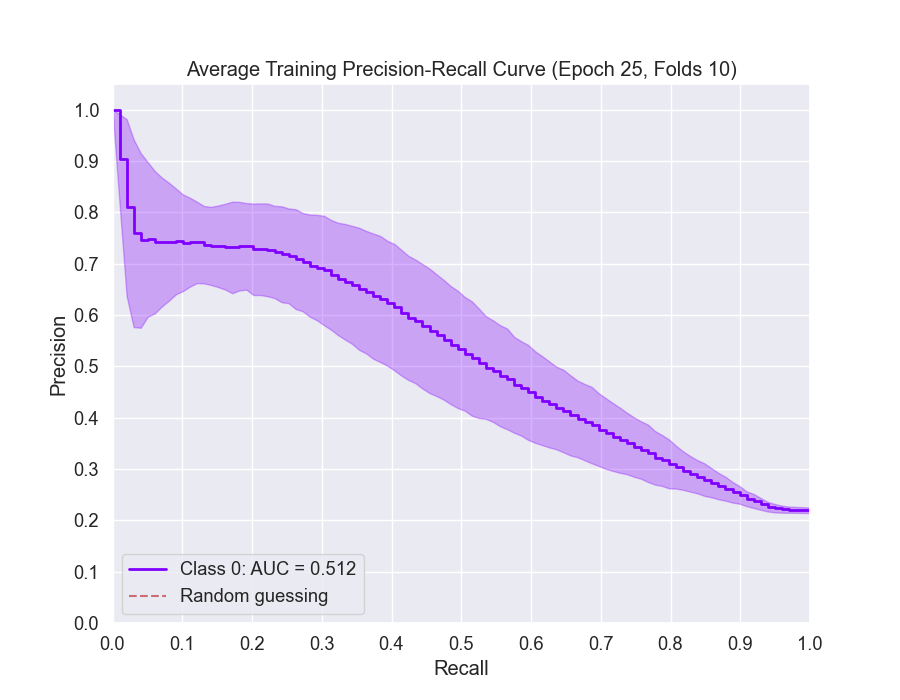 Average Training Precision-Recall Curve (Epoch 25, Folds 10)
1.0
0.9
0.8
0.7
0.6
0.5
0.4
0.3
0.2
0.1
0.0
Precision
Class 0: AUC = 0.512
Random guessing
0.0 0.1 0.2 0.3 0.4 0.5 0.6 0.7 0.8 0.9 1.0
Recall